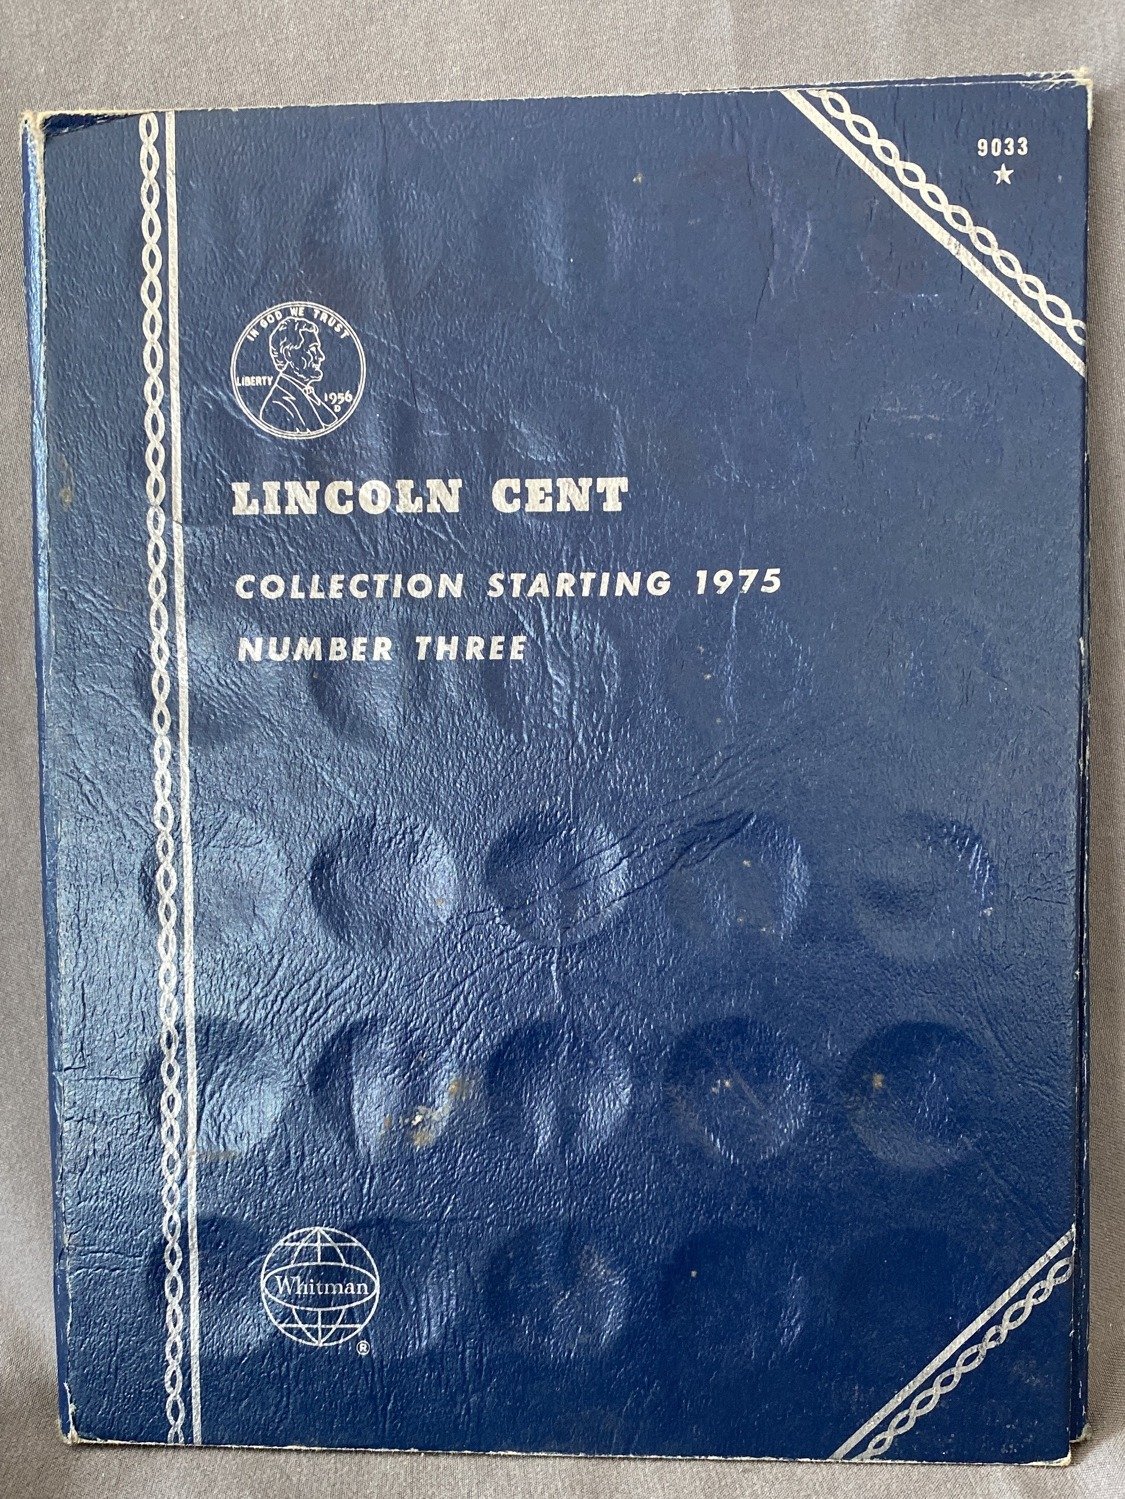 9033
IN GOD WE TRUST
LIBERTY
1956
D
LINCOLN CENT
COLLECTION STARTING 1975
NUMBER THREE
Whitman
®